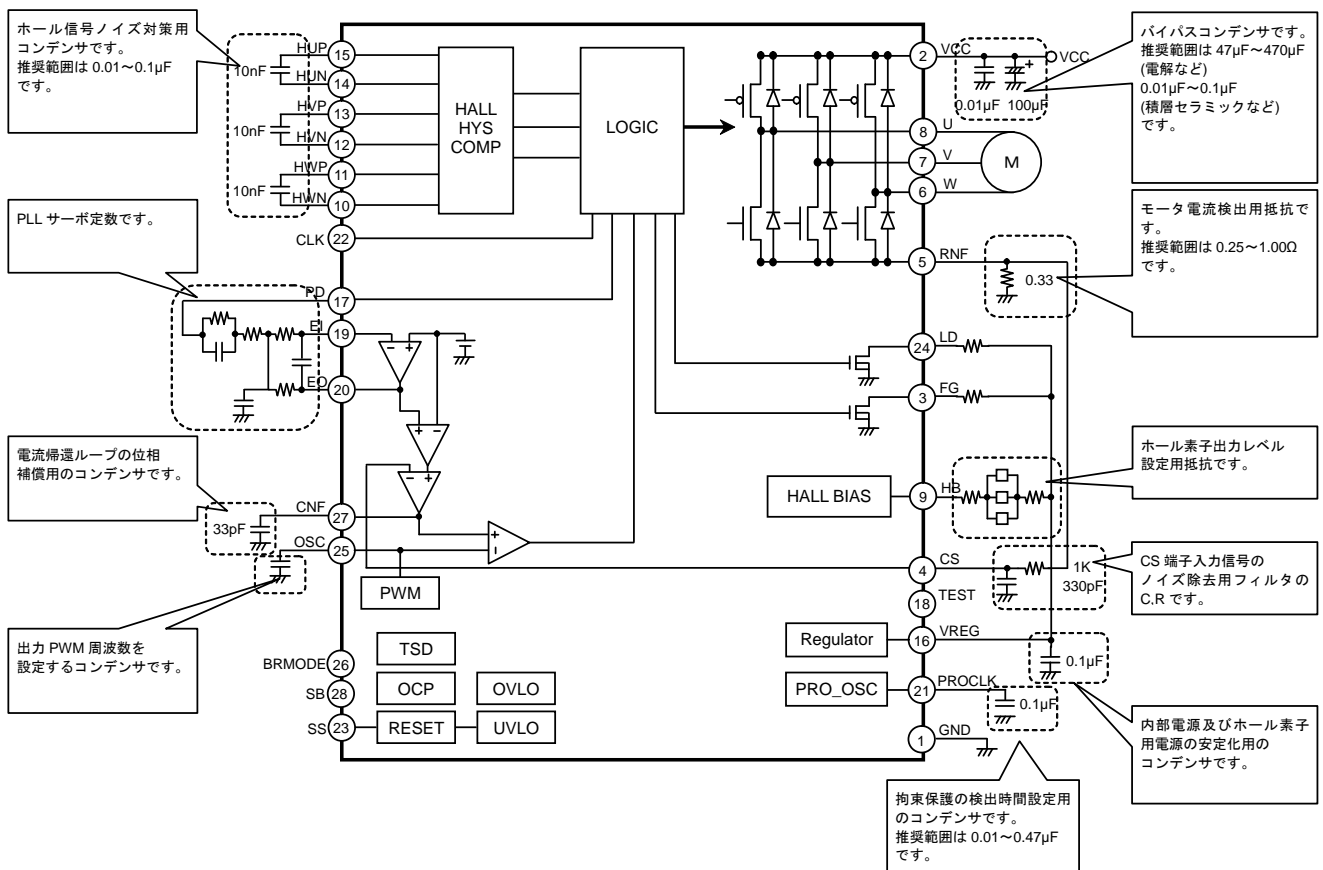 ホール信号ノイズ対策用
コンデンサです。
推奨範囲は 0.01～0.1μF
です。
PLL サーボ定数です。
電流帰還ループの位相
補償用のコンデンサです。
出力 PWM 周波数を
設定するコンデンサです。
HUP
15
10nF
HUN
14
HVP
13
10nF
HVN
12
HWP
11
10nF
HWN
10
CLK
22
PD
17
EI
19
EO
20
CNF
27
33pF
OSC
25
BRMODE
26
SB
28
SS
23
HALL
HYS
COMP
LOGIC
− +
+ −
− +
+
−
PWM
TSD
OCP
OVLO
RESET
UVLO
HALL BIAS
Regulator
PRO_OSC
2
VCC
+
VCC
0.01μF
100μF
8
U
7
V
6
W
M
5
RNF
0.33
24
LD
3
FG
9
HB
4
CS
1K
330pF
18
TEST
16
VREG
0.1μF
21
PROCLK
0.1μF
1
GND
バイパスコンデンサです。
推奨範囲は 47μF～470μF
(電解など)
0.01μF～0.1μF
(積層セラミックなど)
です。
モータ電流検出用抵抗で
す。
推奨範囲は 0.25～1.00Ω
です。
ホール素子出力レベル
設定用抵抗です。
CS 端子入力信号の
ノイズ除去用フィルタの
C,R です。
内部電源及びホール素子
用電源の安定化用の
コンデンサです。
拘束保護の検出時間設定用
のコンデンサです。
推奨範囲は 0.01～0.47μF
です。